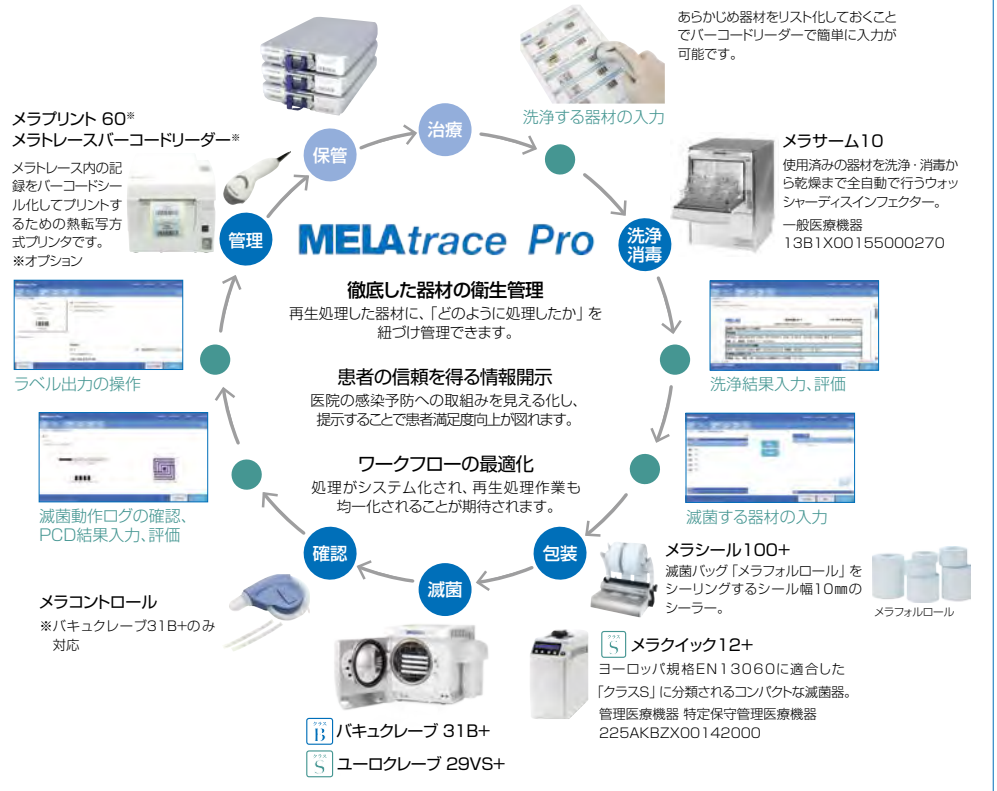 あらかじめ器材をリスト化しておくこと
でバーコードリーダーで簡単に入力が
可能です。
洗浄する器材の入力
メラプリント 60※
メラトレースバーコードリーダー※
メラトレース内の記
録をバーコードシー
ル化してプリントす
るための熱転写方
式プリンタです。
※オプション
保管
治療
メラサーム10
使用済みの器材を洗浄・消毒か
ら乾燥まで全自動で行うウォッ
シャーディスインフェクター。
一般医療機器
13B1X00155000270
管理
MELAtrace Pro
洗浄
消毒
徹底した器材の衛生管理
再生処理した器材に、「どのように処理したか」を
紐づけ管理できます。
患者の信頼を得る情報開示
医院の感染予防への取組みを見える化し、
提示することで患者満足度向上が図れます。
ワークフローの最適化
処理がシステム化され、再生処理作業も
均一化されることが期待されます。
ラベル出力の操作
洗浄結果入力、評価
滅菌動作ログの確認、
PCD結果入力、評価
滅菌する器材の入力
確認
滅菌
包装
メラシール100+
滅菌バッグ「メラフォルロール」を
シーリングするシール幅10㎜の
シーラー。
メラフォルロール
メラコントロール
※バキュクレーブ31B+のみ
対応
クラス
S
メラクイック12+
ヨーロッパ規格EN13060に適合した
「クラスS」に分類されるコンパクトな滅菌器。
管理医療機器 特定保守管理医療機器
225AKBZX00142000
クラス
B
バキュクレーブ 31B+
クラス
S
ユーロクレーブ 29VS+